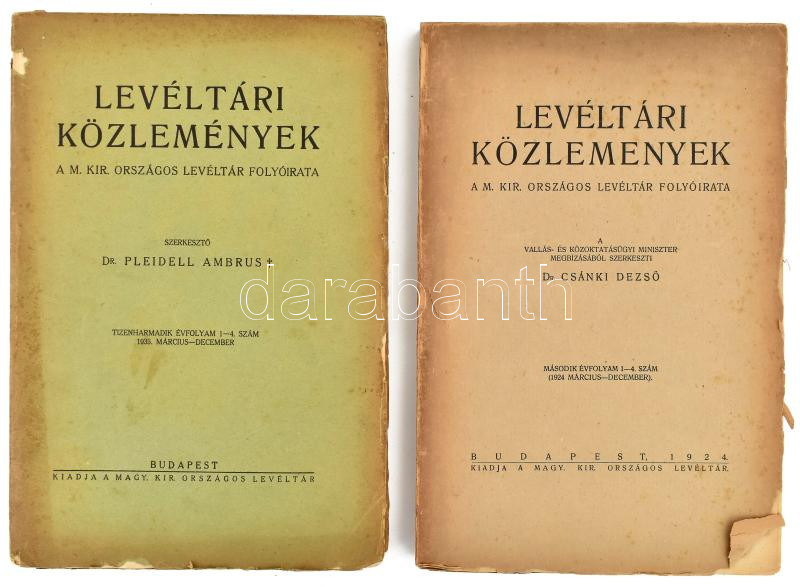 LEVÉLTÁRI
KÖZLEMÉNYEK
A M. KIR. ORSZÁGOS LEVÉLTÁR FOLYÓIRATA
SZERKESZTŐ
DR. PLEIDELL AMBRUS †
TIZENHARMADIK ÉVFOLYAM 1—4. SZÁM
1935. MÁRCIUS—DECEMBER
BUDAPEST
KIADJA A MAGY. KIR. ORSZÁGOS LEVÉLTÁR
LEVÉLTÁRI
KÖZLEMENYEK
A M. KIR. ORSZÁGOS LEVÉLTÁR FOLYÓIRATA
A
VALLÁS- ÉS KÖZOKTATÁSÜGYI MINISZTER
MEGBÍZÁSÁBÓL SZERKESZTI
DR. CSÁNKI DEZSŐ
MÁSODIK ÉVFOLYAM 1—4. SZÁM
(1924 MÁRCIUS—DECEMBER).
BUDAPEST, 1924.
KIADJA A MAGY. KIR. ORSZÁGOS LEVÉLTÁR.
darabanth